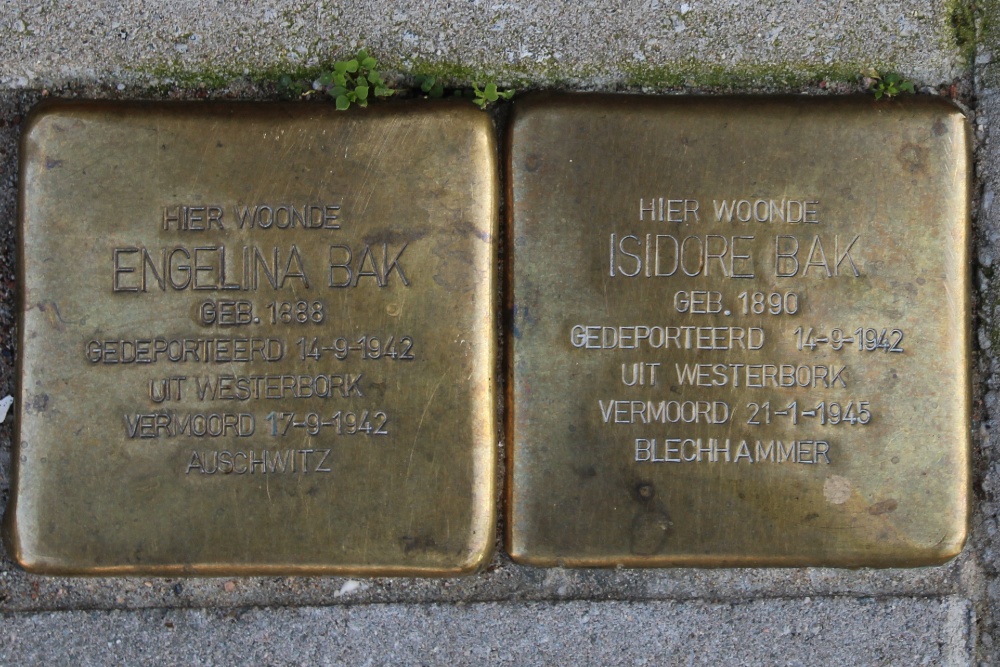 HIER WOONDE
ENGELINA BAK
GEB. 1888
GEDEPORTEERD 14-9-1942
UIT WESTERBORK
VERMOORD 17-9-1942
AUSCHWITZ
HIER WOONDE
ISIDORE BAK
GEB. 1890
GEDEPORTEERD 14-9-1942
UIT WESTERBORK
VERMOORD 21-1-1945
BLECHHAMMER